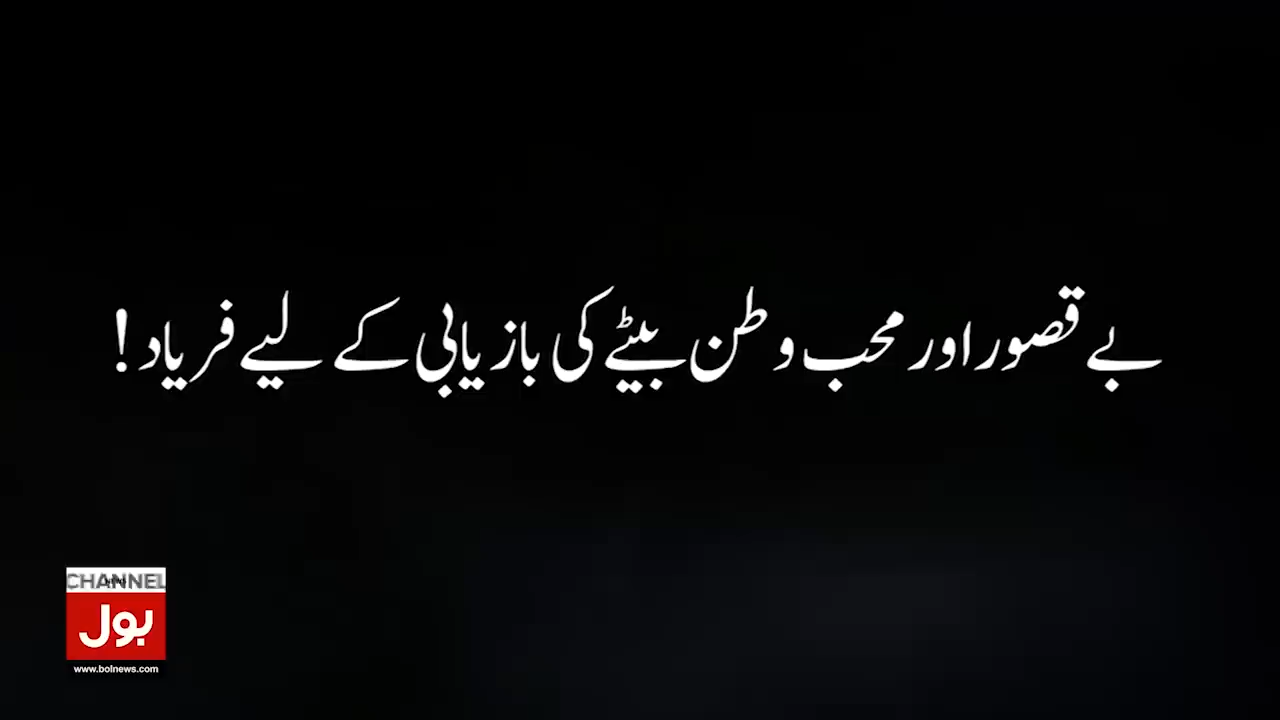 بے قصور اور محب وطن بیٹے کی بازیابی کے لیے فریاد!
CHANNEL
بول
www.bolnews.com